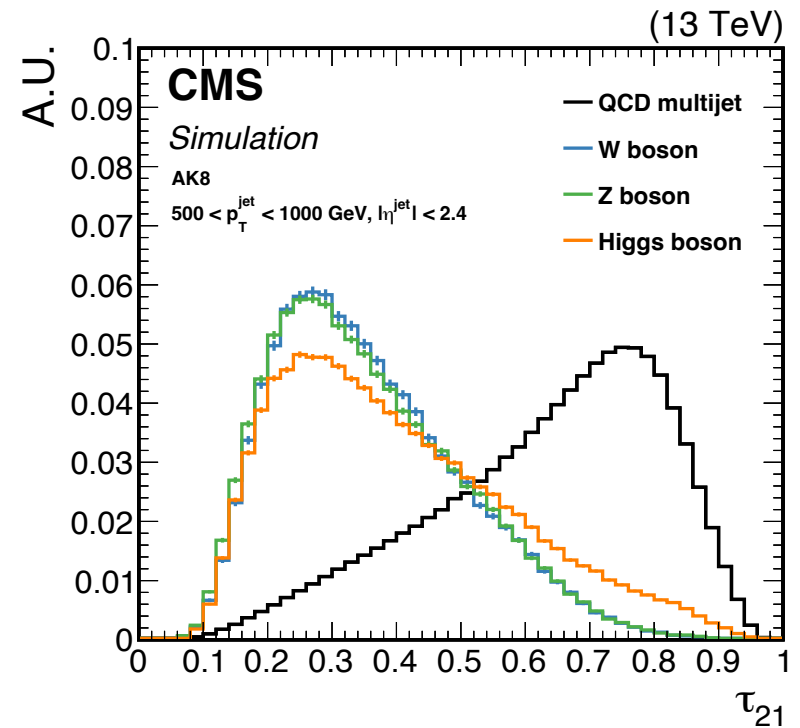 (13 TeV)
A.U.
0.1
0.09
0.08
0.07
0.06
0.05
0.04
0.03
0.02
0.01
0
CMS
Simulation
AK8
500 < p_T^jet < 1000 GeV, |η^jet| < 2.4
QCD multijet
W boson
Z boson
Higgs boson
0 0.1 0.2 0.3 0.4 0.5 0.6 0.7 0.8 0.9 1
τ₂₁